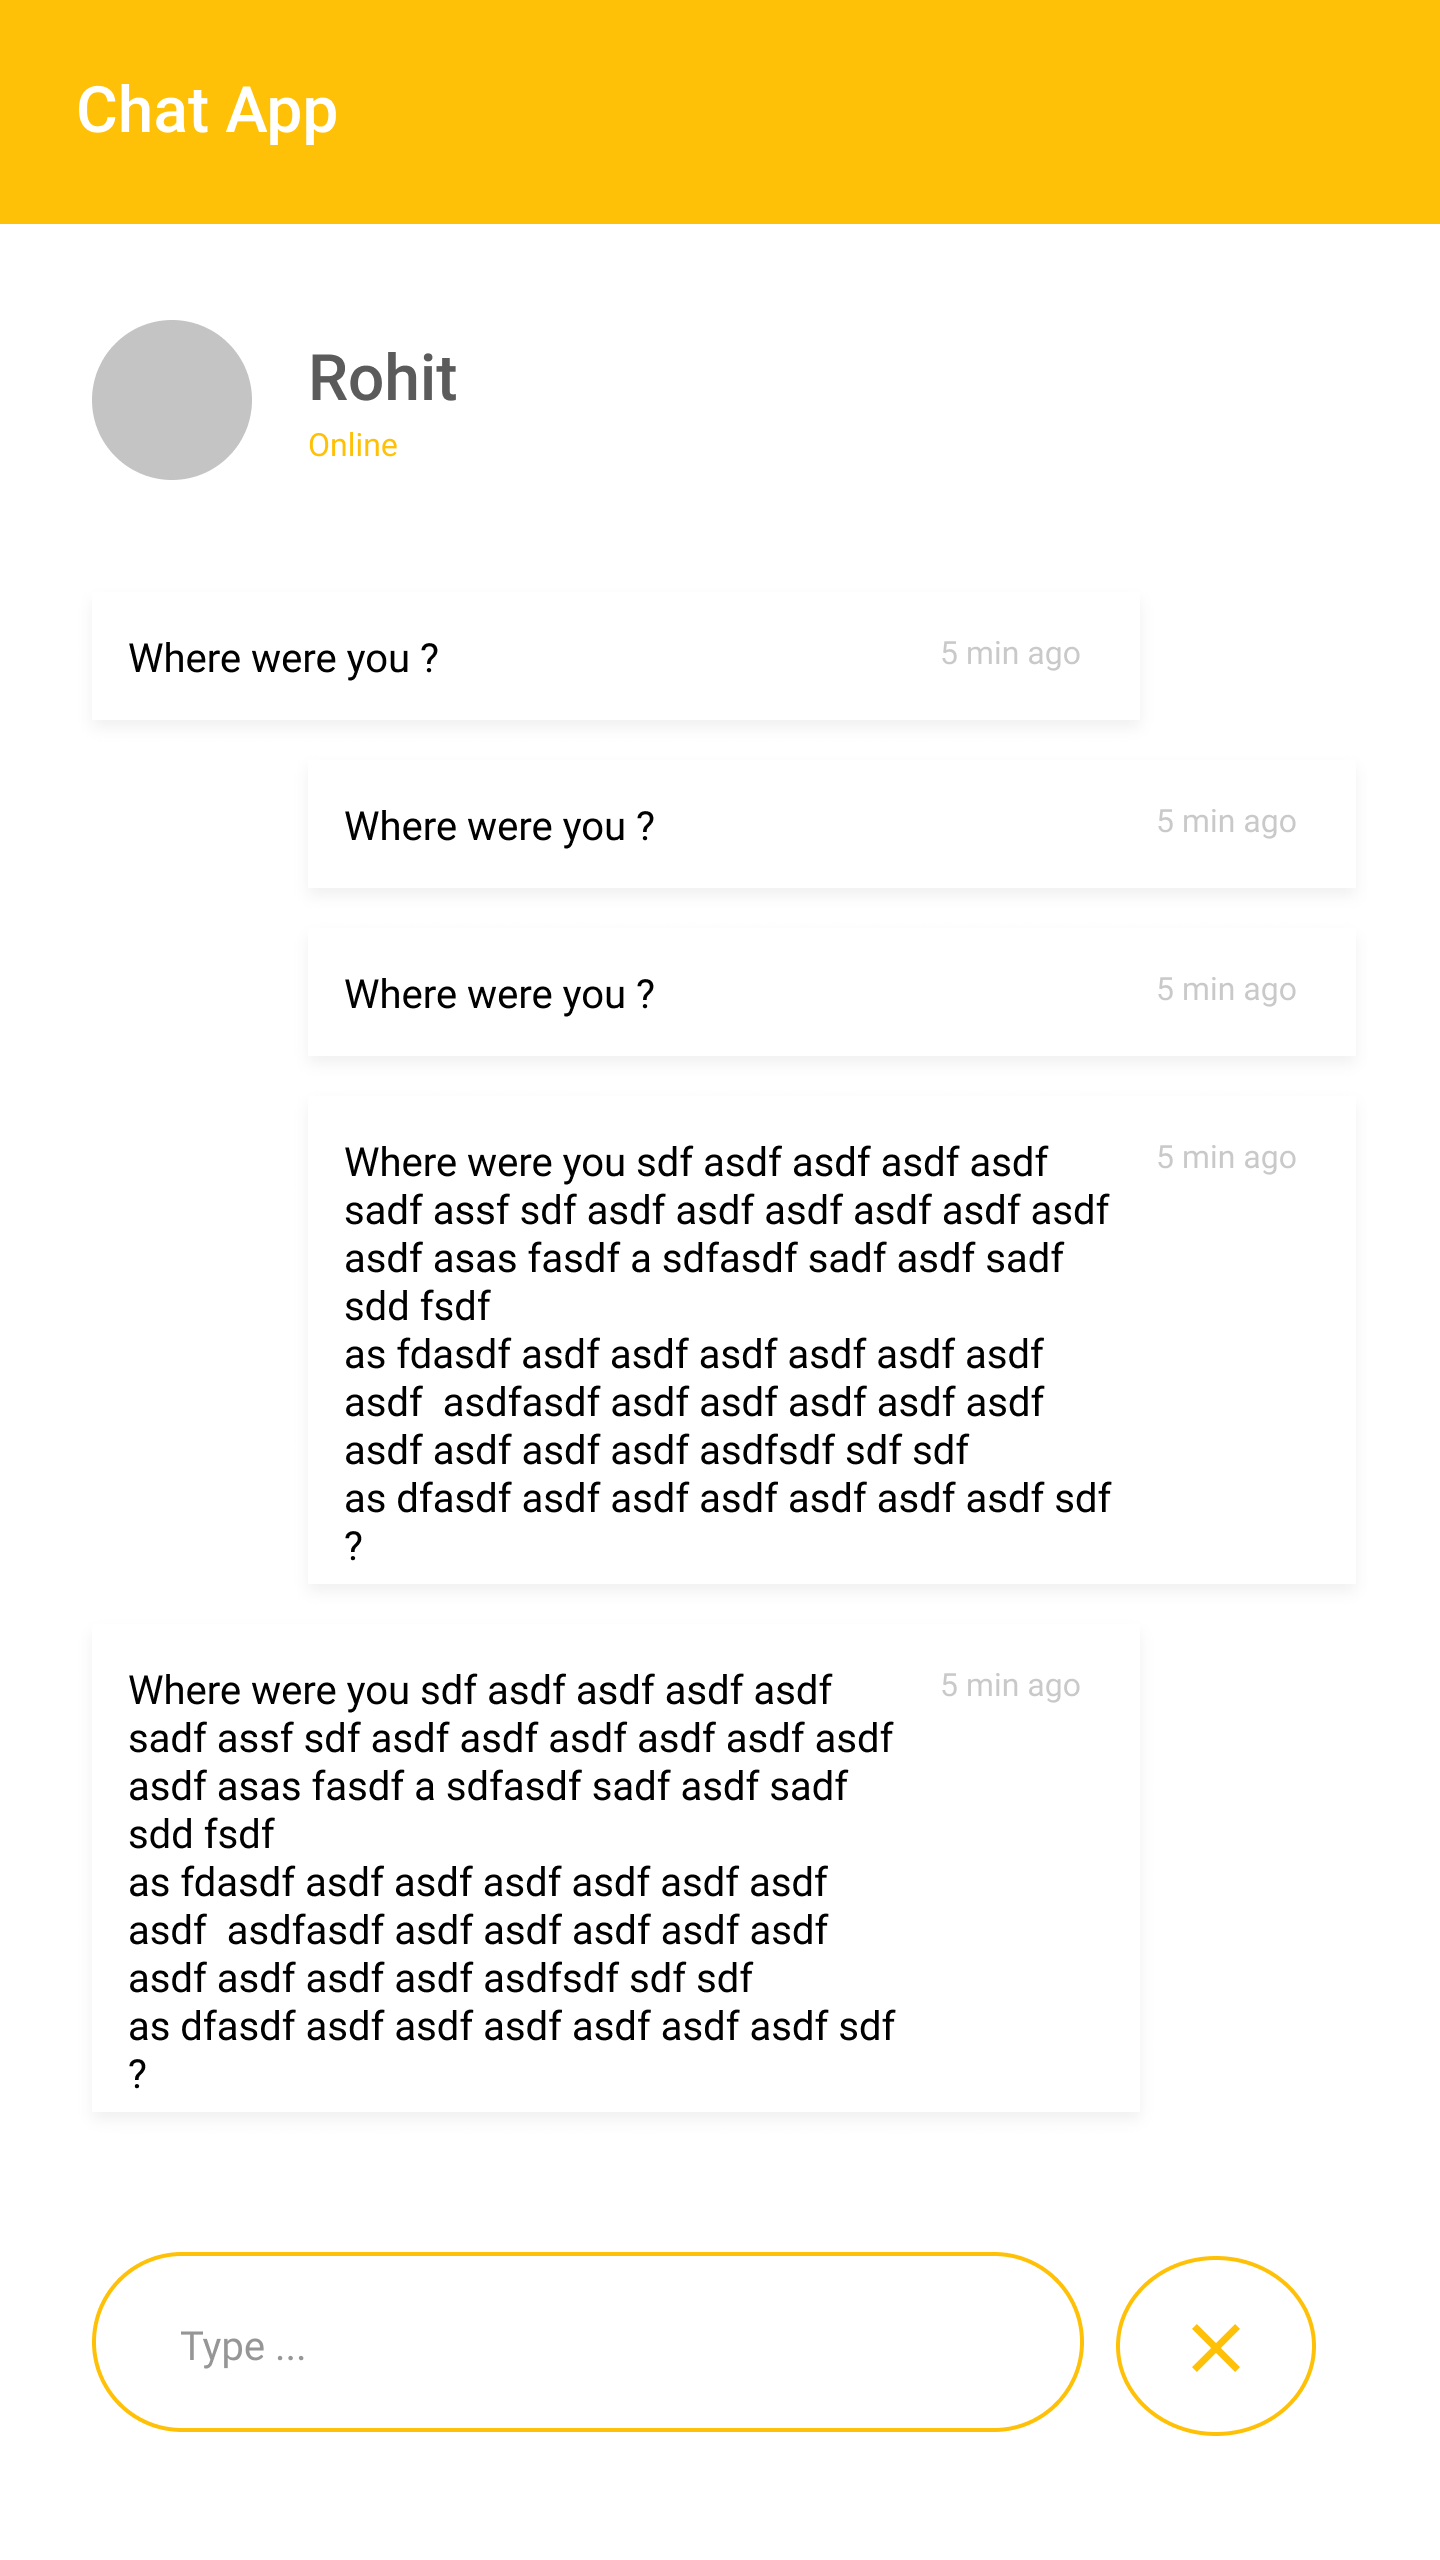 Chat App
Rohit
Online
Where were you ?
5 min ago
Where were you ?
5 min ago
Where were you ?
5 min ago
Where were you sdf asdf asdf asdf asdf
5 min ago
sadf assf sdf asdf asdf asdf asdf asdf asdf
asdf asas fasdf a sdfasdf sadf asdf sadf
sdd fsdf
as fdasdf asdf asdf asdf asdf asdf asdf
asdf  asdfasdf asdf asdf asdf asdf asdf
asdf asdf asdf asdf asdfsdf sdf sdf
as dfasdf asdf asdf asdf asdf asdf asdf sdf
?
Where were you sdf asdf asdf asdf asdf
5 min ago
sadf assf sdf asdf asdf asdf asdf asdf asdf
asdf asas fasdf a sdfasdf sadf asdf sadf
sdd fsdf
as fdasdf asdf asdf asdf asdf asdf asdf
asdf  asdfasdf asdf asdf asdf asdf asdf
asdf asdf asdf asdf asdfsdf sdf sdf
as dfasdf asdf asdf asdf asdf asdf asdf sdf
?
Type ...